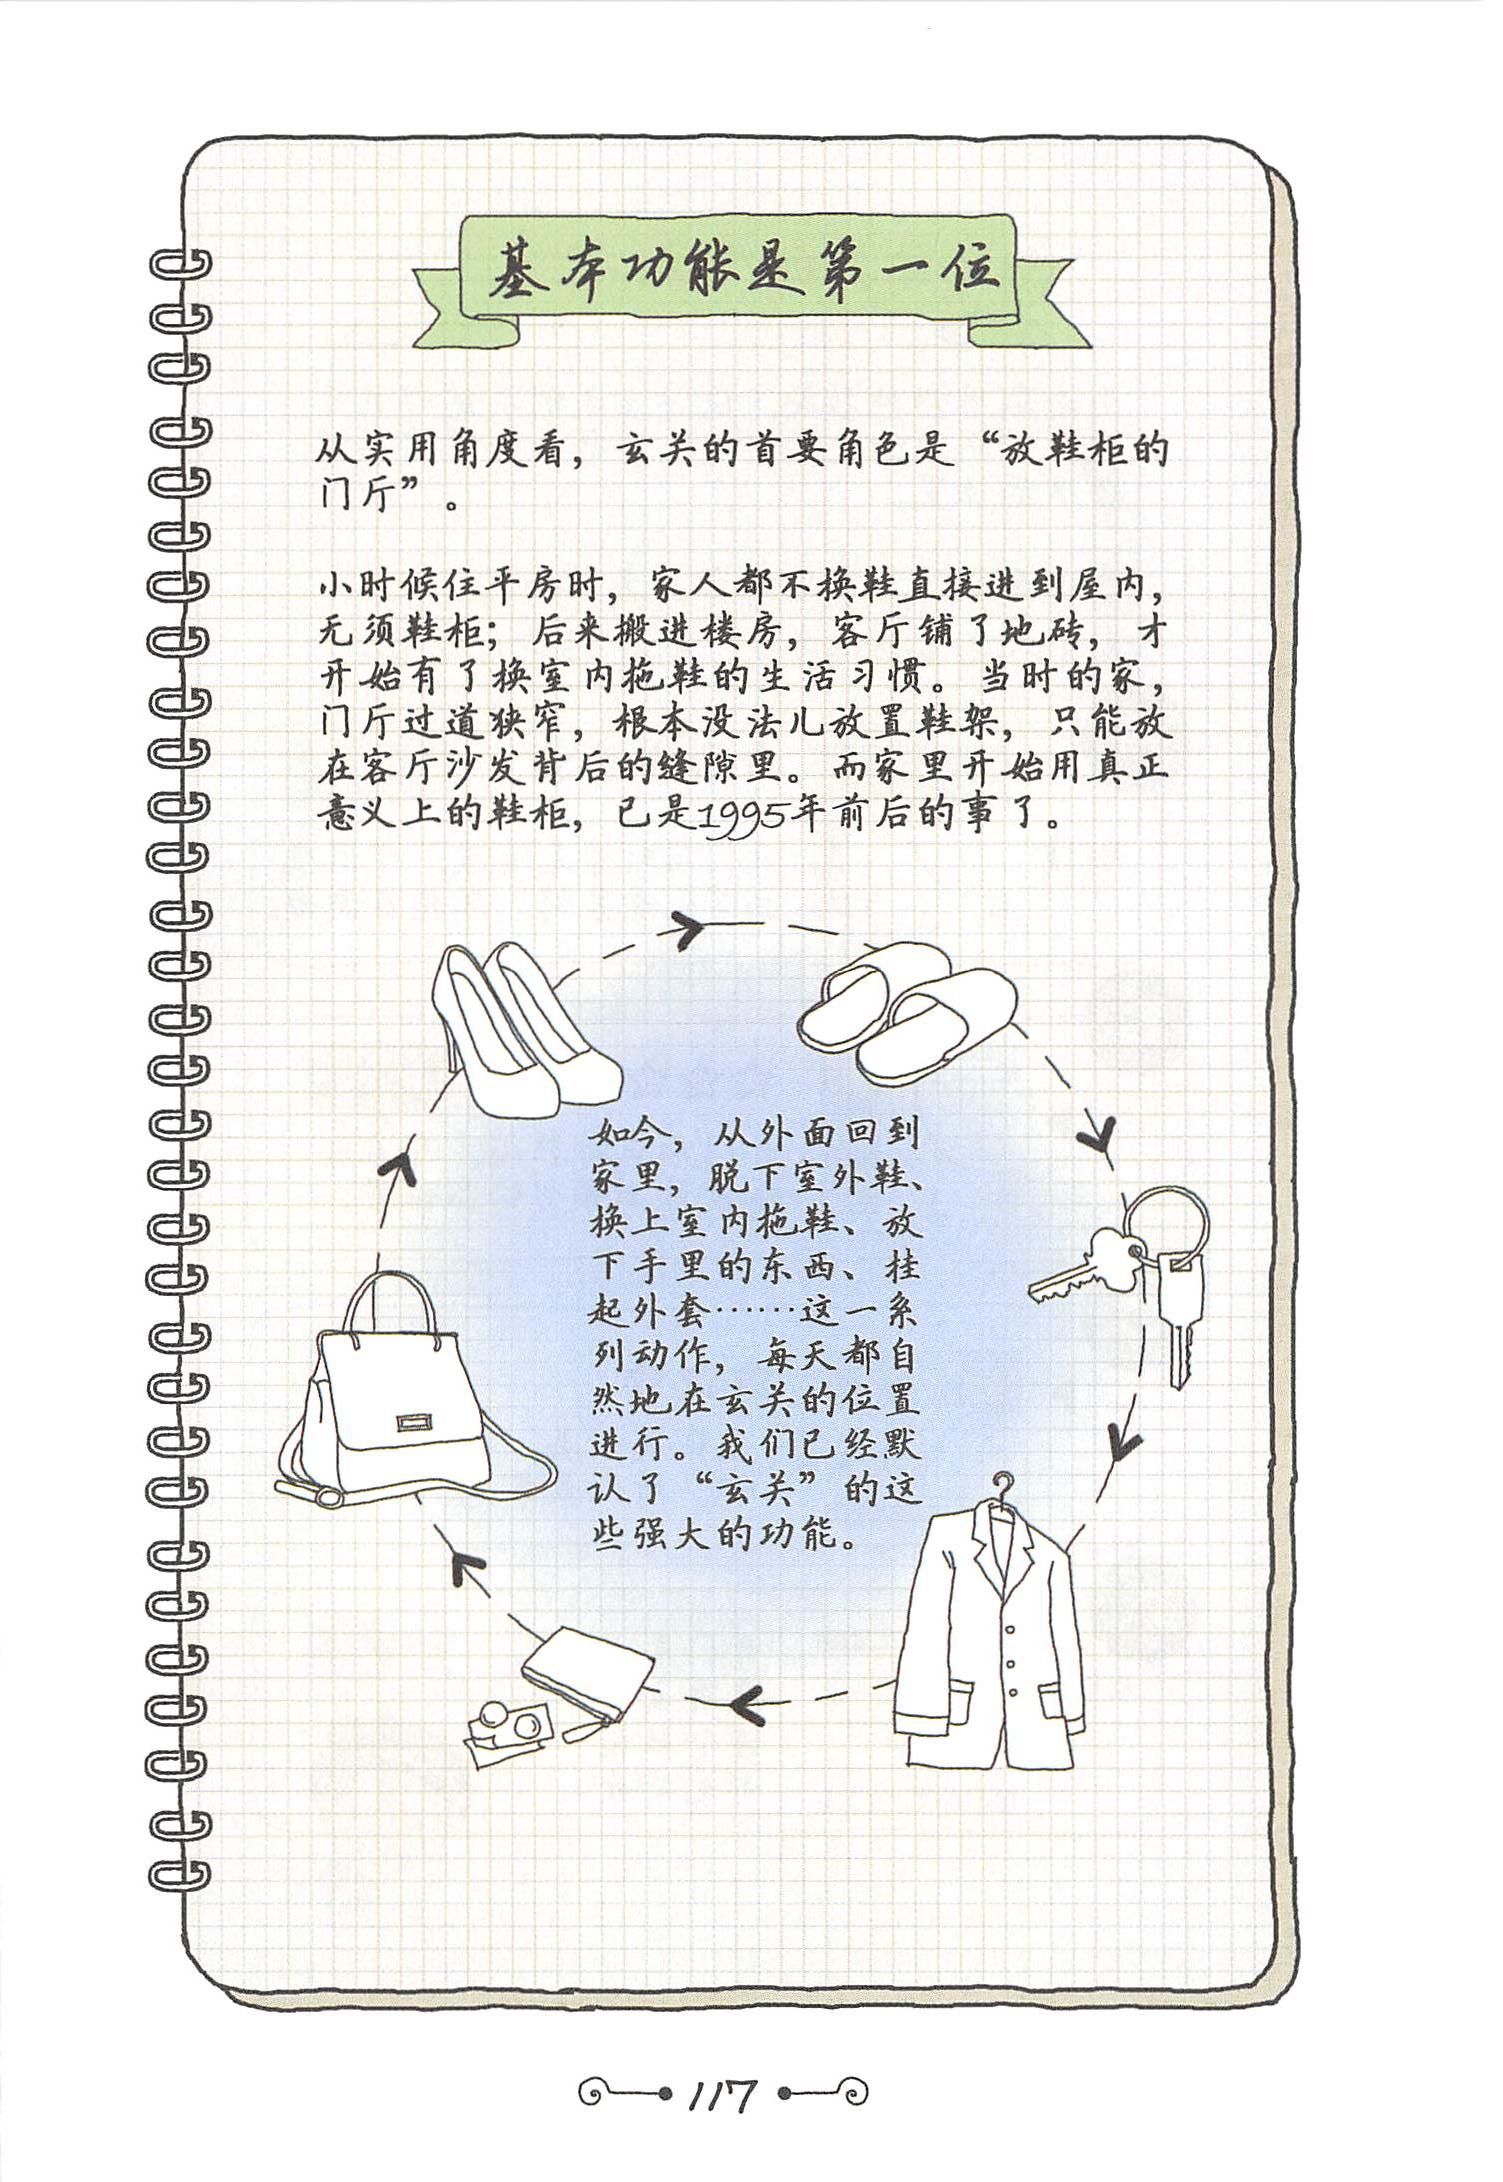 基本功能是第一位
从实用角度看，玄关的首要角色是“放鞋柜的
门厅”。
小时候住平房时，家人都不换鞋直接进到屋内，
无须鞋柜；后来搬进楼房，客厅铺了地砖，才
开始有了换室内拖鞋的生活习惯。当时的家，
门厅过道狭窄，根本没法儿放置鞋架，只能放
在客厅沙发背后的缝隙里。而家里开始用真正
意义上的鞋柜，已是1995年前后的事了。
如今，从外面回到
家里，脱下室外鞋、
换上室内拖鞋、放
下手里的东西、挂
起外套……这一系
列动作，每天都自
然地在玄关的位置
进行。我们已经默
认了“玄关”的这
些强大的功能。
117